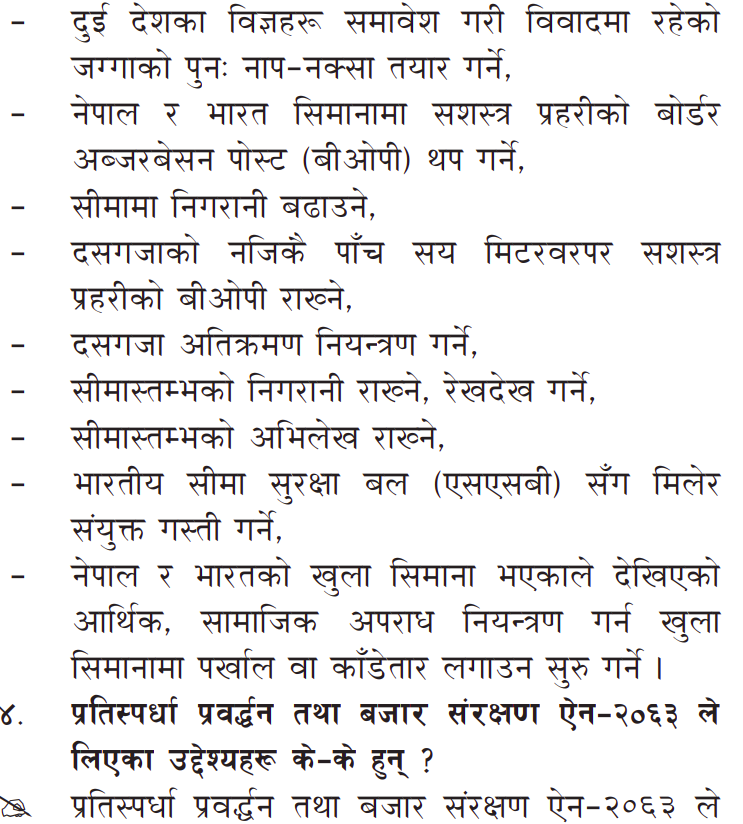 – दुई देशका विज्ञहरू समावेश गरी विवादमा रहेको
जग्गाको पुनः नाप–नक्सा तयार गर्ने,
– नेपाल र भारत सिमानामा सशस्त्र प्रहरीको बोर्डर
अब्जरबेसन पोस्ट (बीओपी) थप गर्ने,
– सीमामा निगरानी बढाउने,
– दसगजाको नजिकै पाँच सय मिटरवरपर सशस्त्र
प्रहरीको बीओपी राख्ने,
– दसगजा अतिक्रमण नियन्त्रण गर्ने,
– सीमास्तम्भको निगरानी राख्ने, रेखदेख गर्ने,
– सीमास्तम्भको अभिलेख राख्ने,
– भारतीय सीमा सुरक्षा बल (एसएसबी) सँग मिलेर
संयुक्त गस्ती गर्ने,
– नेपाल र भारतको खुला सिमाना भएकाले देखिएको
आर्थिक, सामाजिक अपराध नियन्त्रण गर्न खुला
सिमानामा पर्खाल वा काँडेतार लगाउन सुरु गर्ने ।
४. प्रतिस्पर्धा प्रवर्द्धन तथा बजार संरक्षण ऐन–२०६३ ले
लिएका उद्देश्यहरू के–के हुन् ?
प्रतिस्पर्धा प्रवर्द्धन तथा बजार संरक्षण ऐन–२०६३ ले